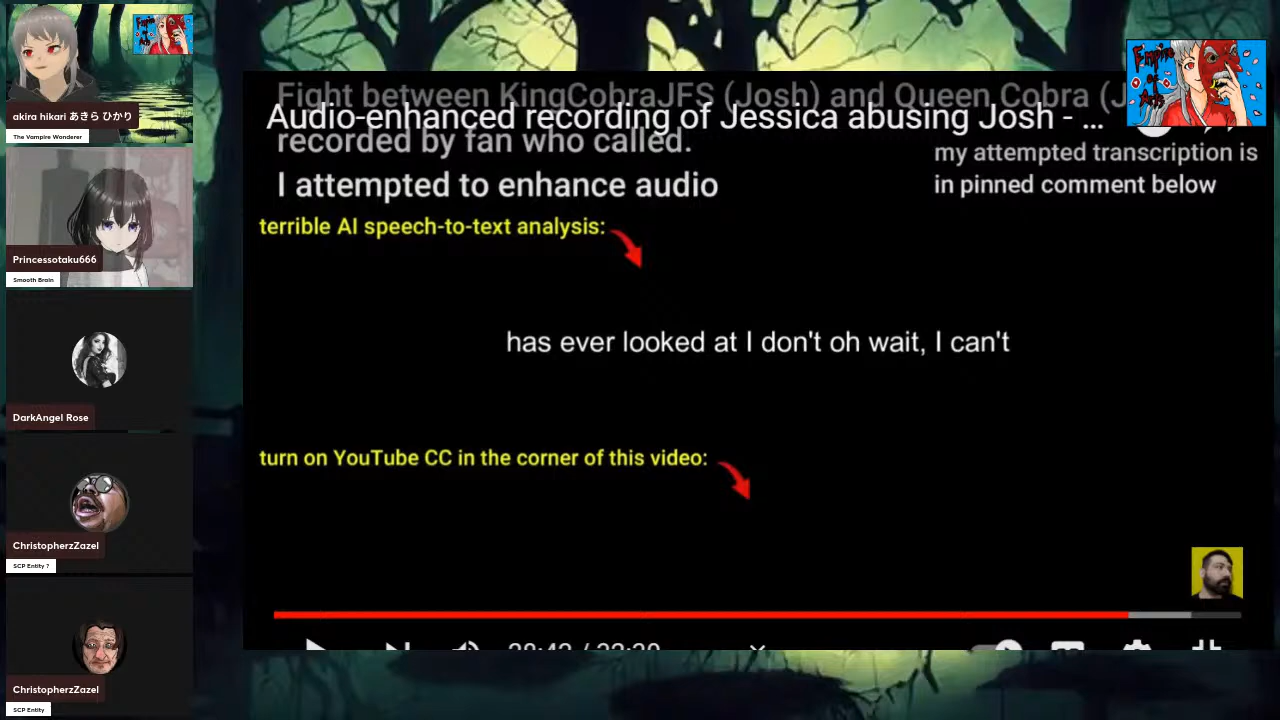 akira hikari あきら ひかり
The Vampire Wonderer
Princessotaku666
Smooth Brain
DarkAngel Rose
ChristopherzZazel
SCP Entity ?
ChristopherzZazel
SCP Entity
Fight between KingCobraJFS (Josh) and Queen Cobra (J
Audio-enhanced recording of Jessica abusing Josh - ...
recorded by fan who called.
I attempted to enhance audio
my attempted transcription is
in pinned comment below
terrible AI speech-to-text analysis:
has ever looked at I don't oh wait, I can't
turn on YouTube CC in the corner of this video:
Empire of Arts